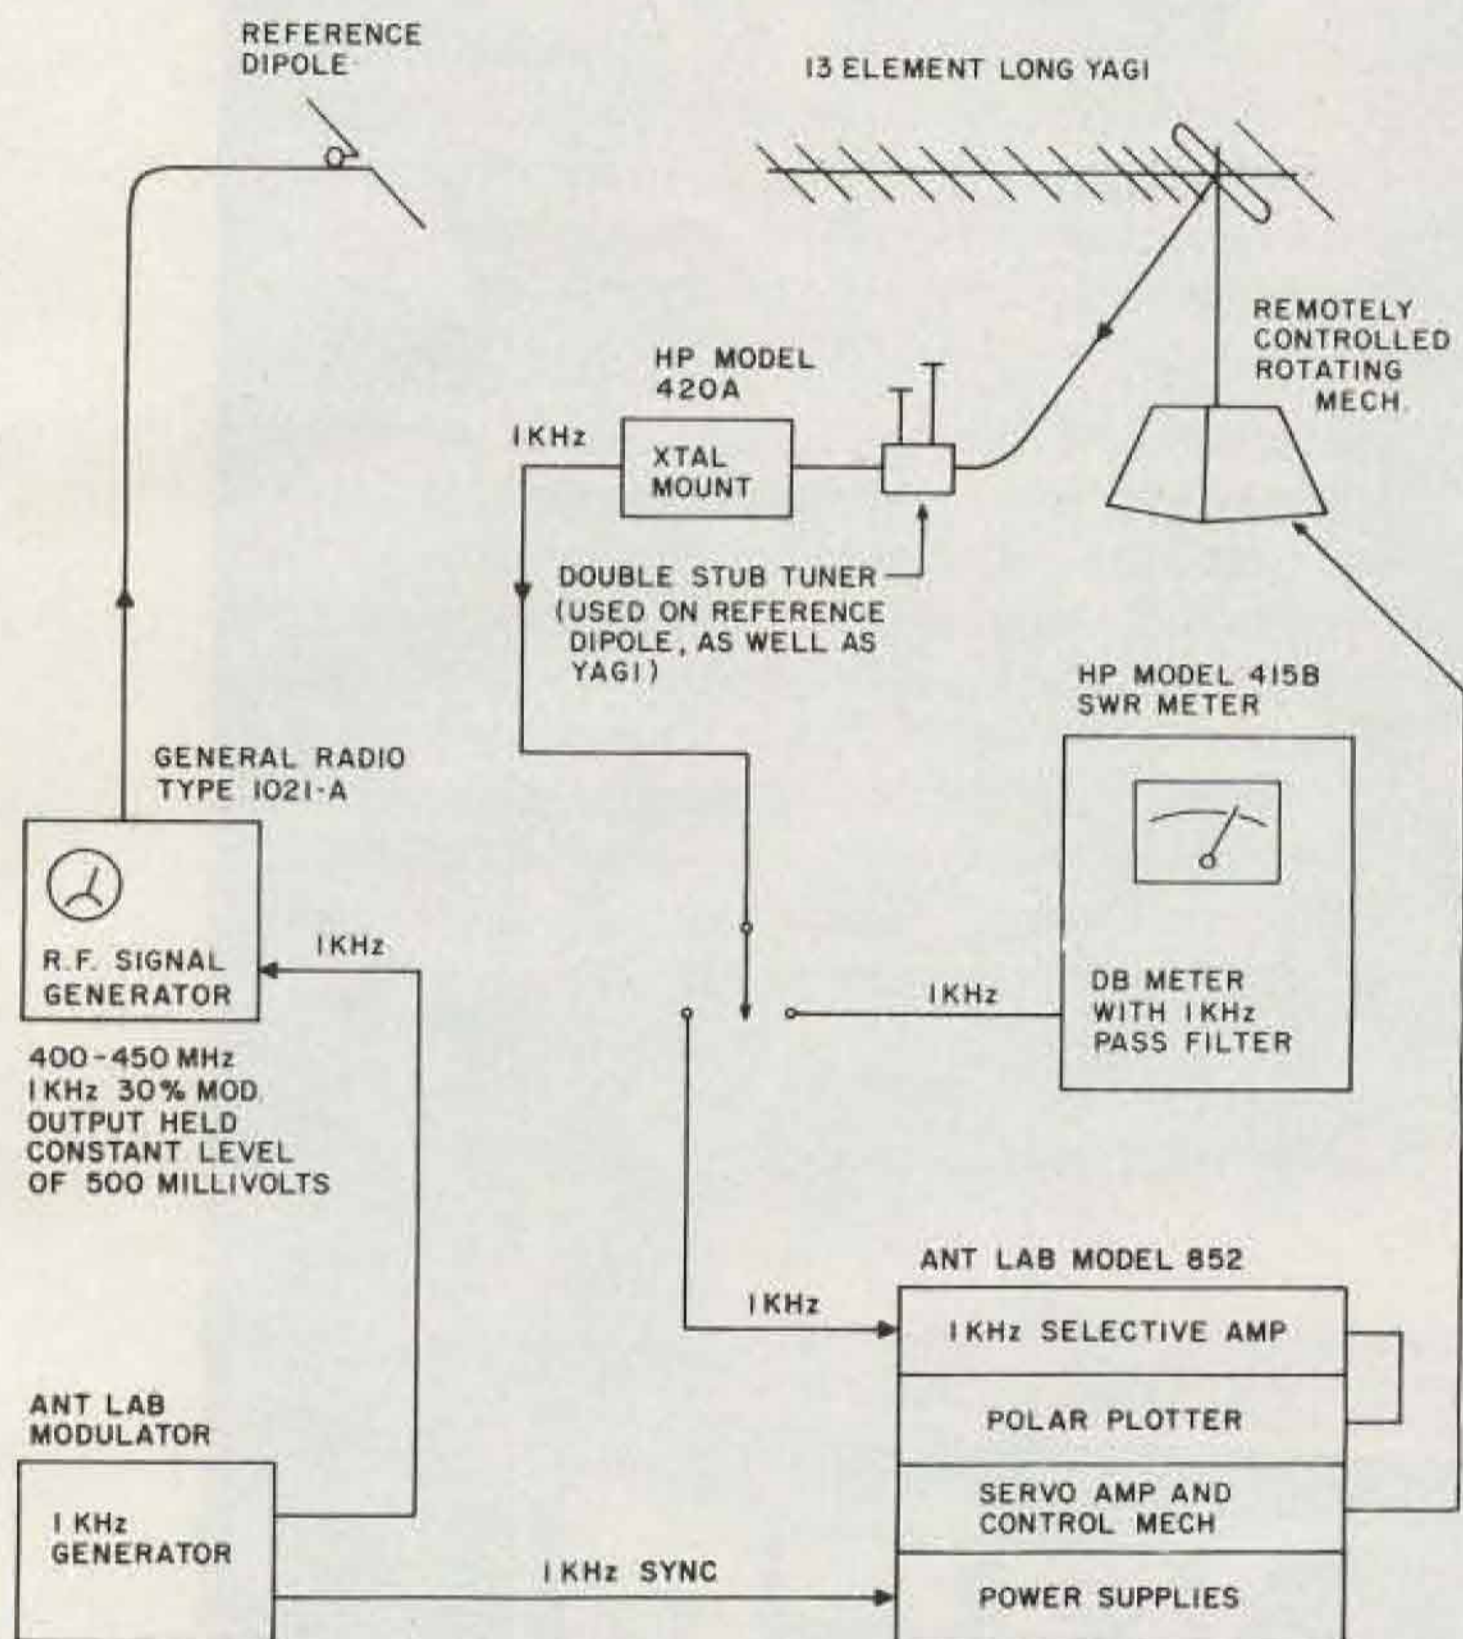 REFERENCE
DIPOLE
13 ELEMENT LONG YAGI
REMOTELY
CONTROLLED
ROTATING
MECH.
HP MODEL
420A
1KHz
XTAL
MOUNT
DOUBLE STUB TUNER
(USED ON REFERENCE
DIPOLE, AS WELL AS
YAGI)
HP MODEL 415B
SWR METER
GENERAL RADIO
TYPE 1021-A
R.F. SIGNAL
GENERATOR
1KHz
1KHz
DB METER
WITH 1KHz
PASS FILTER
400-450 MHz
1KHz 30% MOD.
OUTPUT HELD
CONSTANT LEVEL
OF 500 MILLIVOLTS
ANT LAB MODEL 852
1KHz
1KHz SELECTIVE AMP
POLAR PLOTTER
SERVO AMP AND
CONTROL MECH
POWER SUPPLIES
ANT LAB
MODULATOR
1 KHz
GENERATOR
1 KHz SYNC